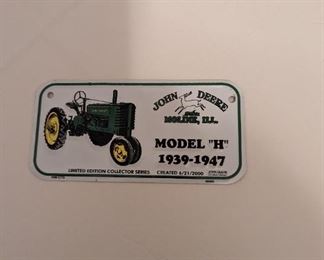 JOHN DEERE
MOLINE, ILL.
MODEL "H"
1939-1947
LIMITED EDITION COLLECTOR SERIES CREATED 6/21/2000